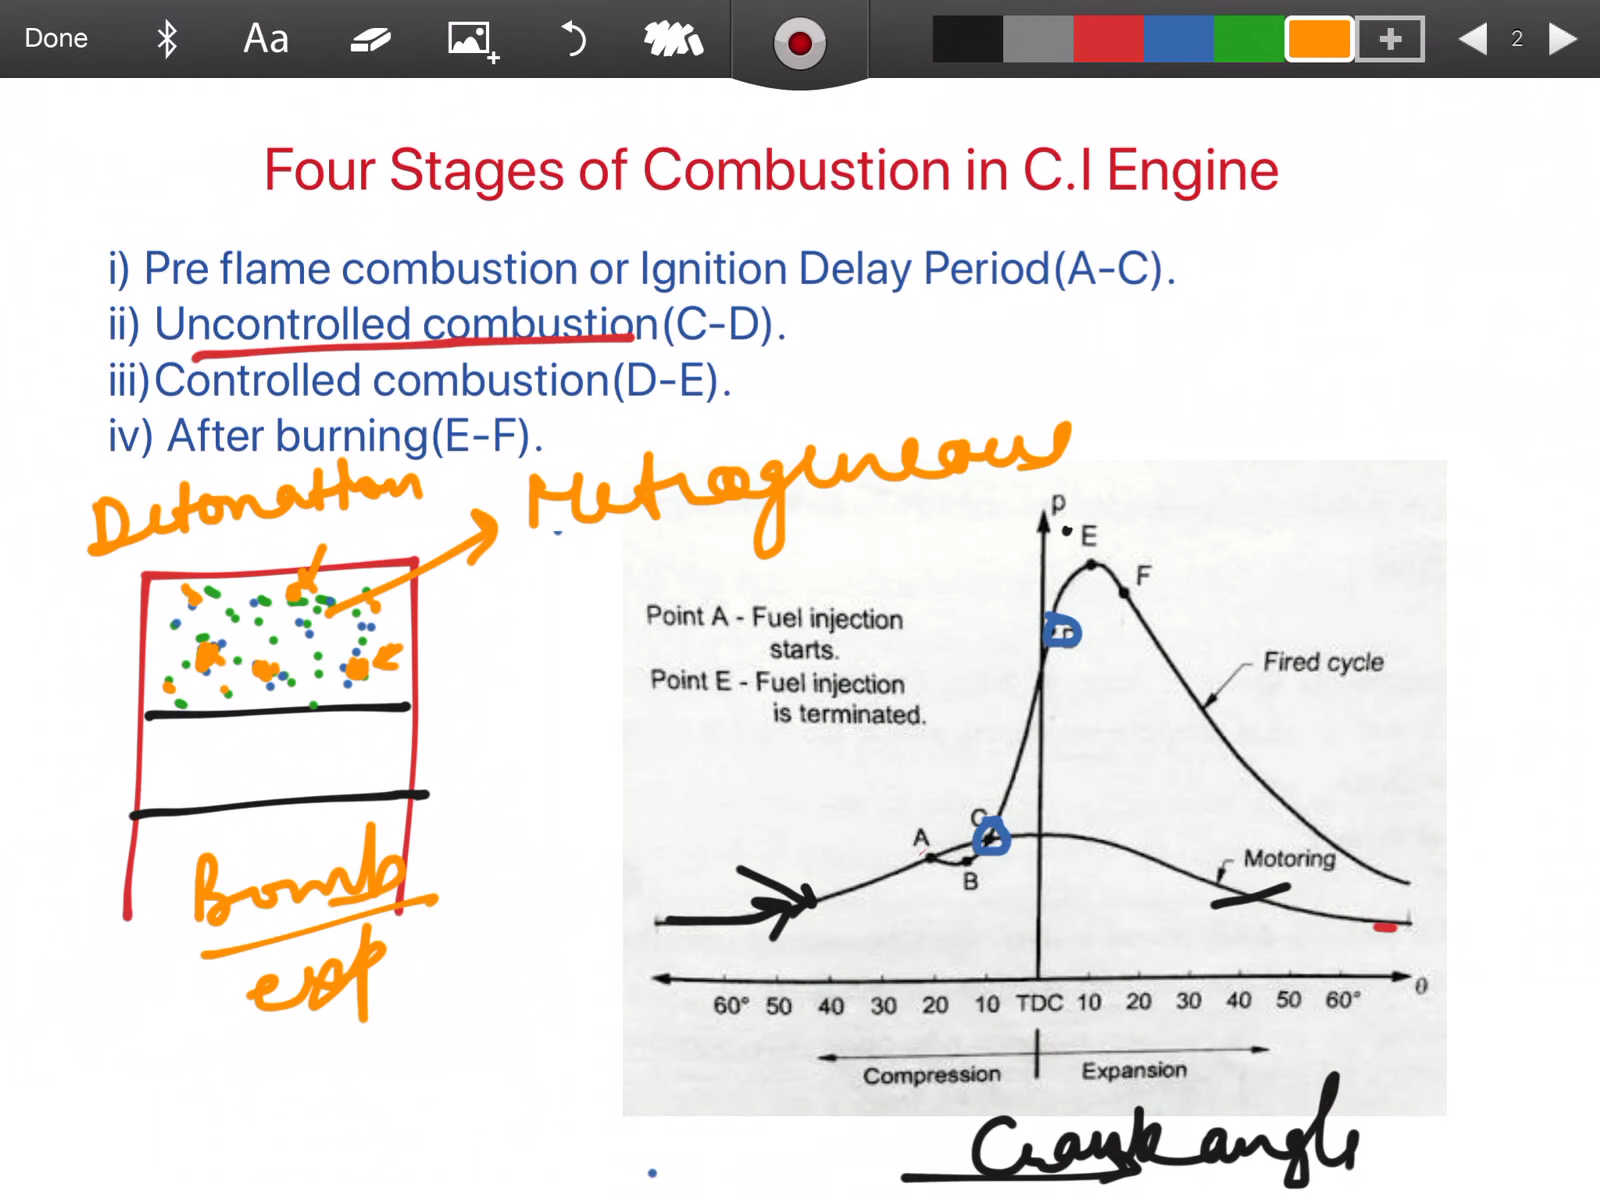 Done Aa 2
Four Stages of Combustion in C.I Engine
i) Pre flame combustion or Ignition Delay Period(A-C).
ii) Uncontrolled combustion(C-D).
iii)Controlled combustion(D-E).
iv) After burning(E-F).
Detonation
Hetrogeneous
Bomb
exp
P
E
F
D
Point A - Fuel injection
starts.
Point E - Fuel injection
is terminated.
Fired cycle
C
A
B
Motoring
60° 50 40 30 20 10 TDC 10 20 30 40 50 60° θ
Compression Expansion
Crank angle